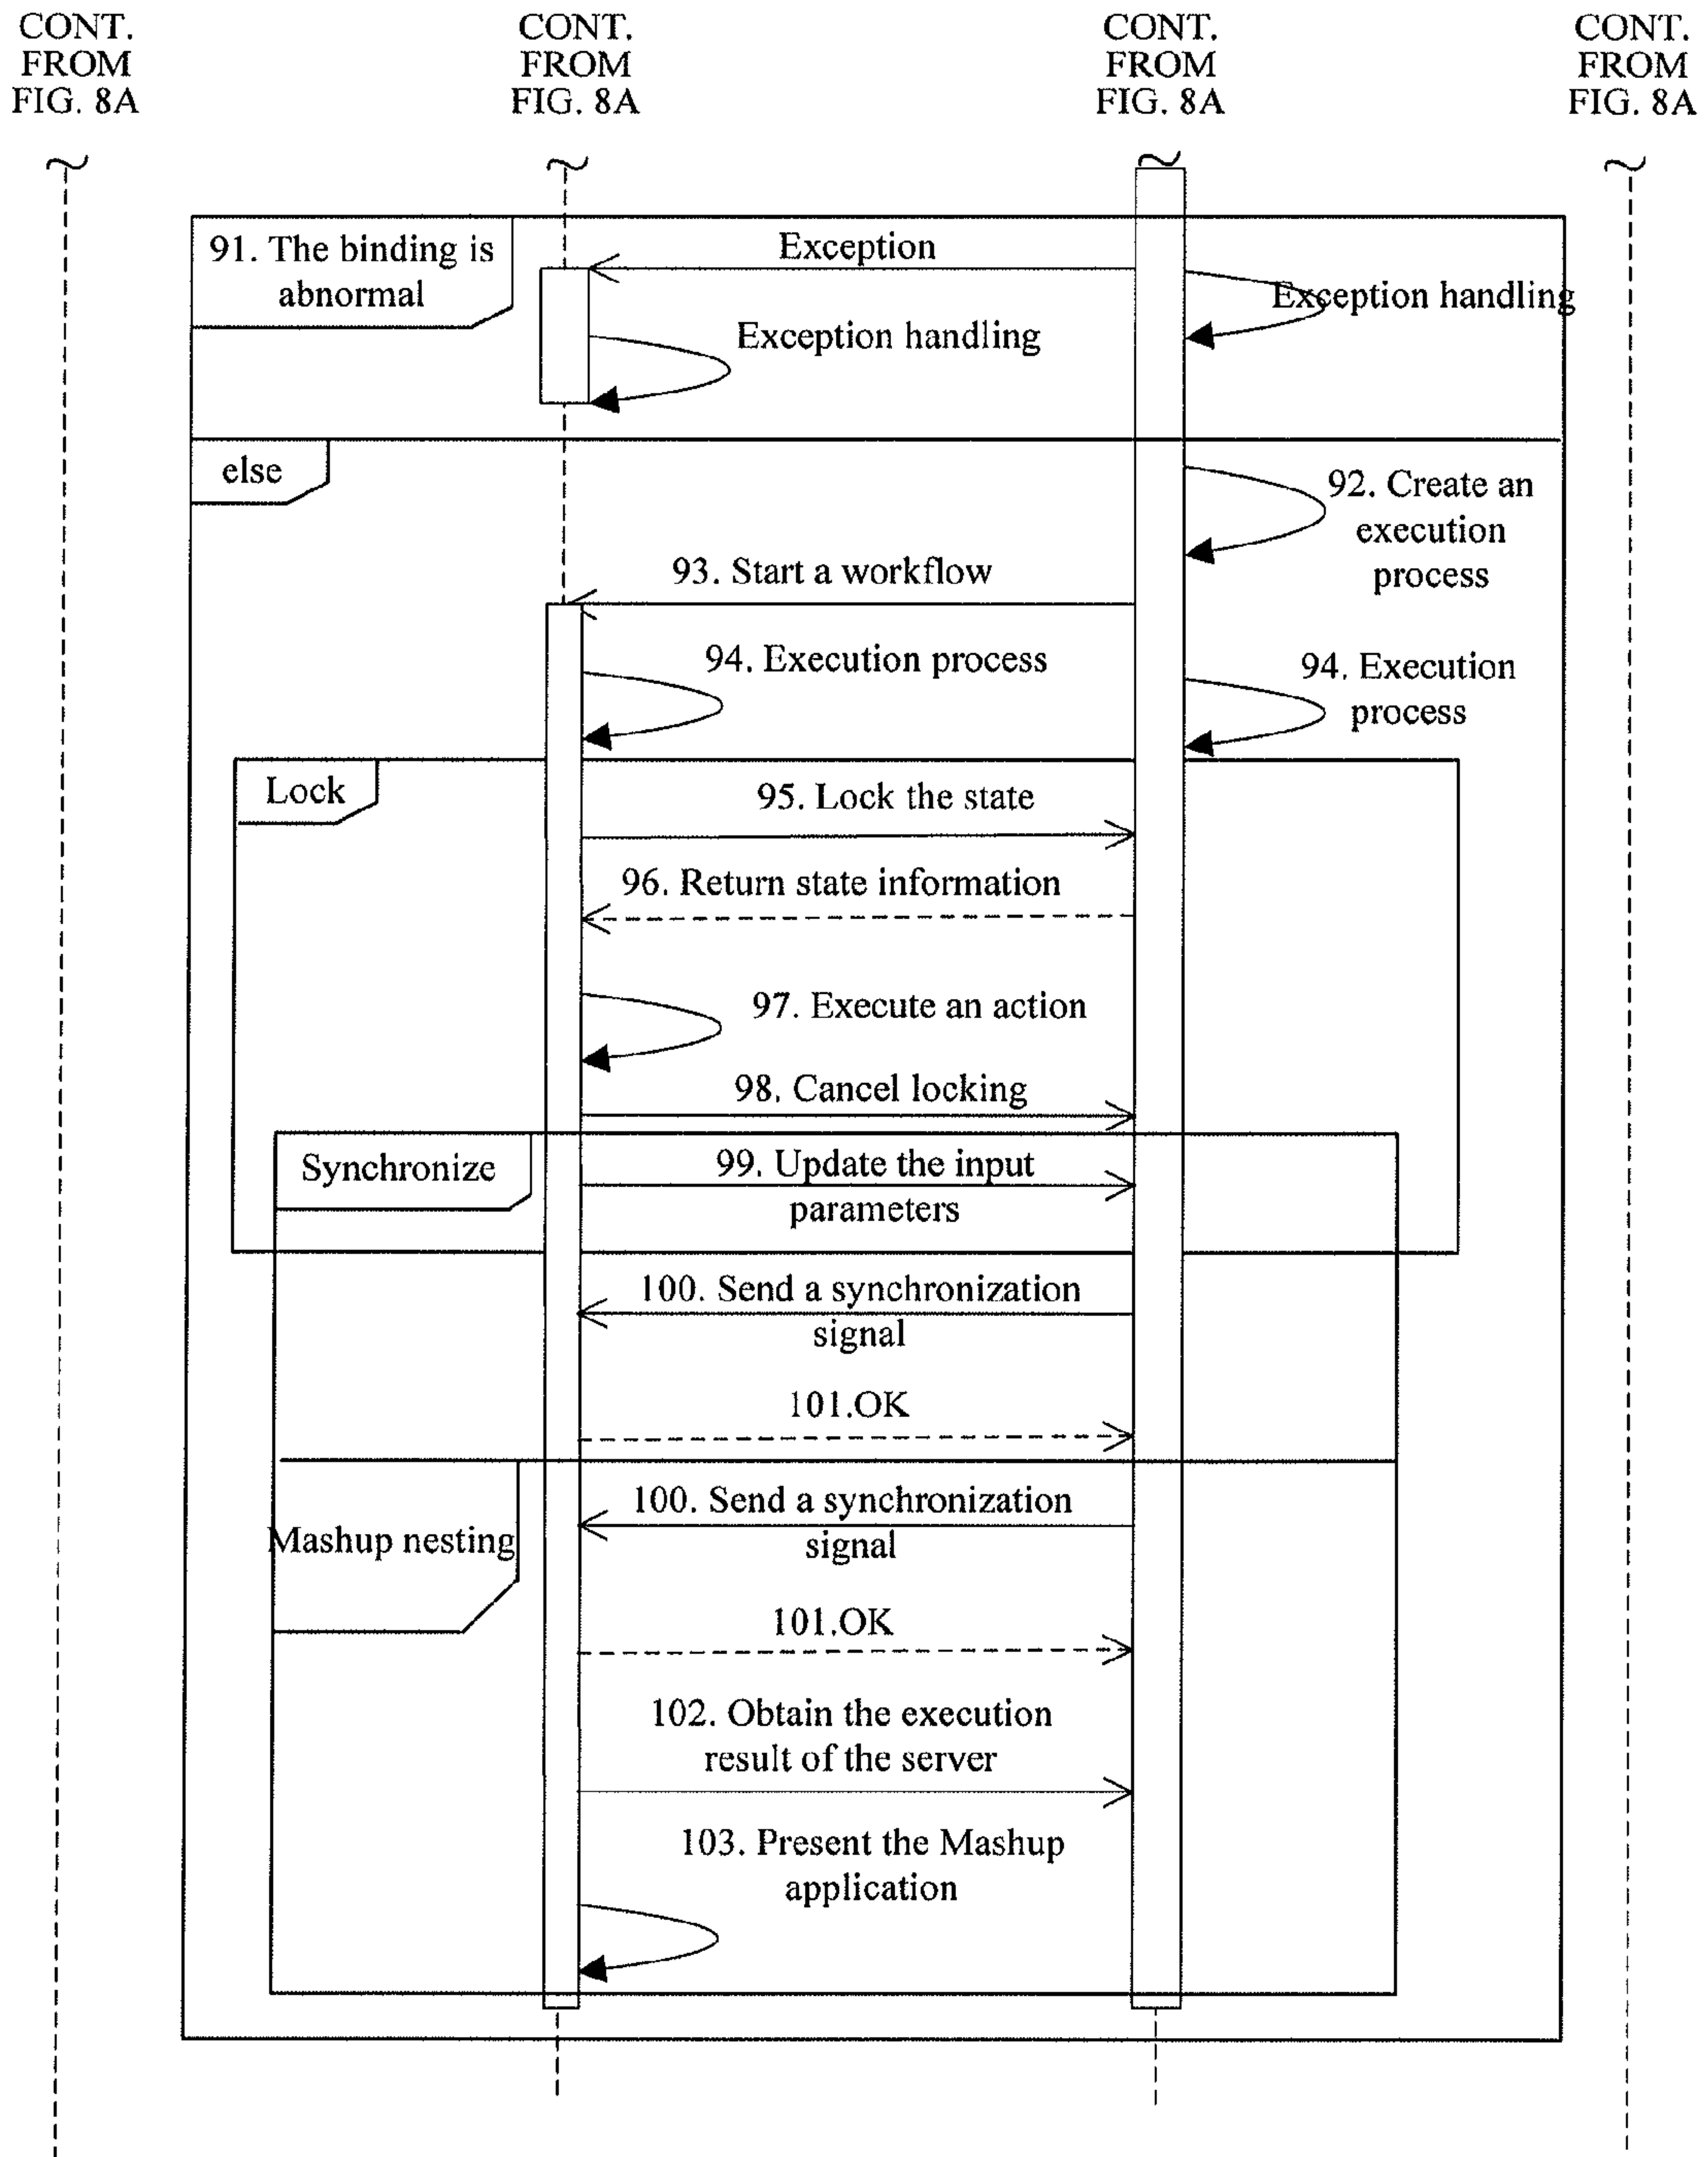 CONT.
FROM
FIG. 8A
CONT.
FROM
FIG. 8A
CONT.
FROM
FIG. 8A
CONT.
FROM
FIG. 8A
91. The binding is
abnormal
Exception
Exception handling
Exception handling
else
92. Create an
execution
process
93. Start a workflow
94. Execution process
94. Execution
process
Lock
95. Lock the state
96. Return state information
97. Execute an action
98. Cancel locking
Synchronize
99. Update the input
parameters
100. Send a synchronization
signal
101.OK
100. Send a synchronization
signal
Mashup nesting
101.OK
102. Obtain the execution
result of the server
103. Present the Mashup
application